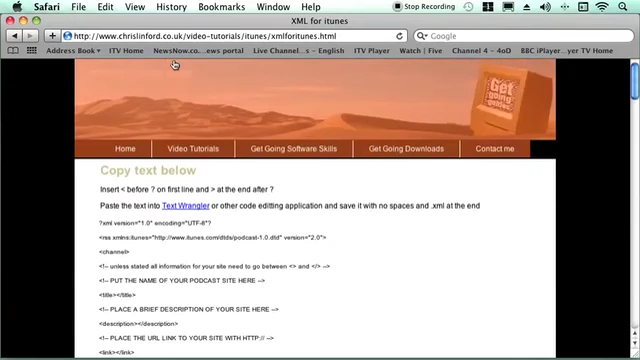 Safari File Edit View History Bookmarks Window Help Stop Recording
XML for itunes
http://www.chrislinford.co.uk/video-tutorials/itunes/xmlforitunes.html
Google
Address Book ITV Home NewsNow.co....ews portal Live Channel... - English ITV Player Watch | Five Channel 4 - 4oD BBC iPlayer...ty Home
Get going guides
Home Video Tutorials Get Going Software Skills Get Going Downloads Contact me
Copy text below
Insert < before ? on first line and > at the end after ?
Paste the text into Text Wrangler or other code editting application and save it with no spaces and .xml at the end
?xml version="1.0" encoding="UTF-8"?
<rss xmlns:itunes="http://www.itunes.com/dtds/podcast-1.0.dtd" version="2.0">
<channel>
<!-- unless stated all information for your site need to go between <> and </> -->
<!-- PUT THE NAME OF YOUR PODCAST SITE HERE -->
<title></title>
<!-- PLACE A BRIEF DESCRIPTION OF YOUR SITE HERE -->
<description></description>
<!-- PLACE THE URL LINK TO YOUR SITE WITH HTTP:// -->
<link></link>